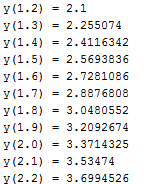 y(1.2) = 2.1
y(1.3) = 2.255074
y(1.4) = 2.4116342
y(1.5) = 2.5693836
y(1.6) = 2.7281086
y(1.7) = 2.8876808
y(1.8) = 3.0480552
y(1.9) = 3.2092674
y(2.0) = 3.3714325
y(2.1) = 3.53474
y(2.2) = 3.6994526